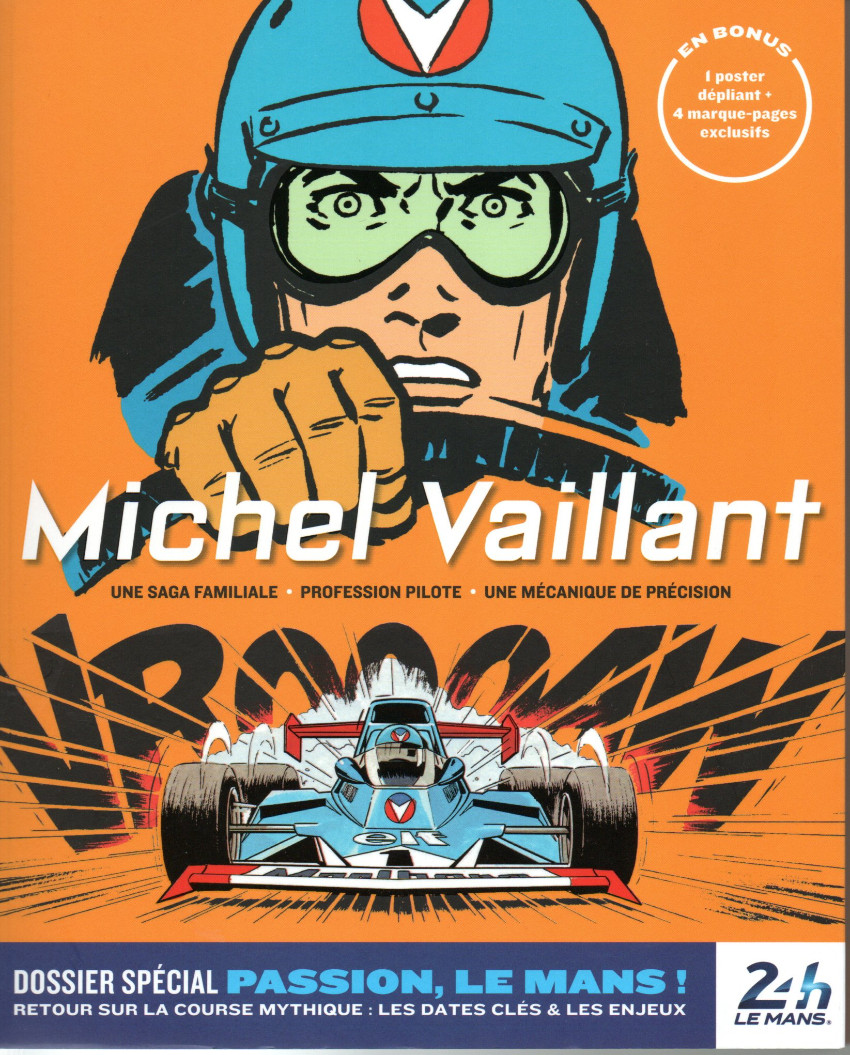 EN BONUS
1 poster
dépliant +
4 marque-pages
exclusifs
Michel Vaillant
UNE SAGA FAMILIALE • PROFESSION PILOTE • UNE MÉCANIQUE DE PRÉCISION
VROOOAW
elf
Marlboro
DOSSIER SPÉCIAL PASSION, LE MANS !
RETOUR SUR LA COURSE MYTHIQUE : LES DATES CLÉS & LES ENJEUX
24h
LE MANS®